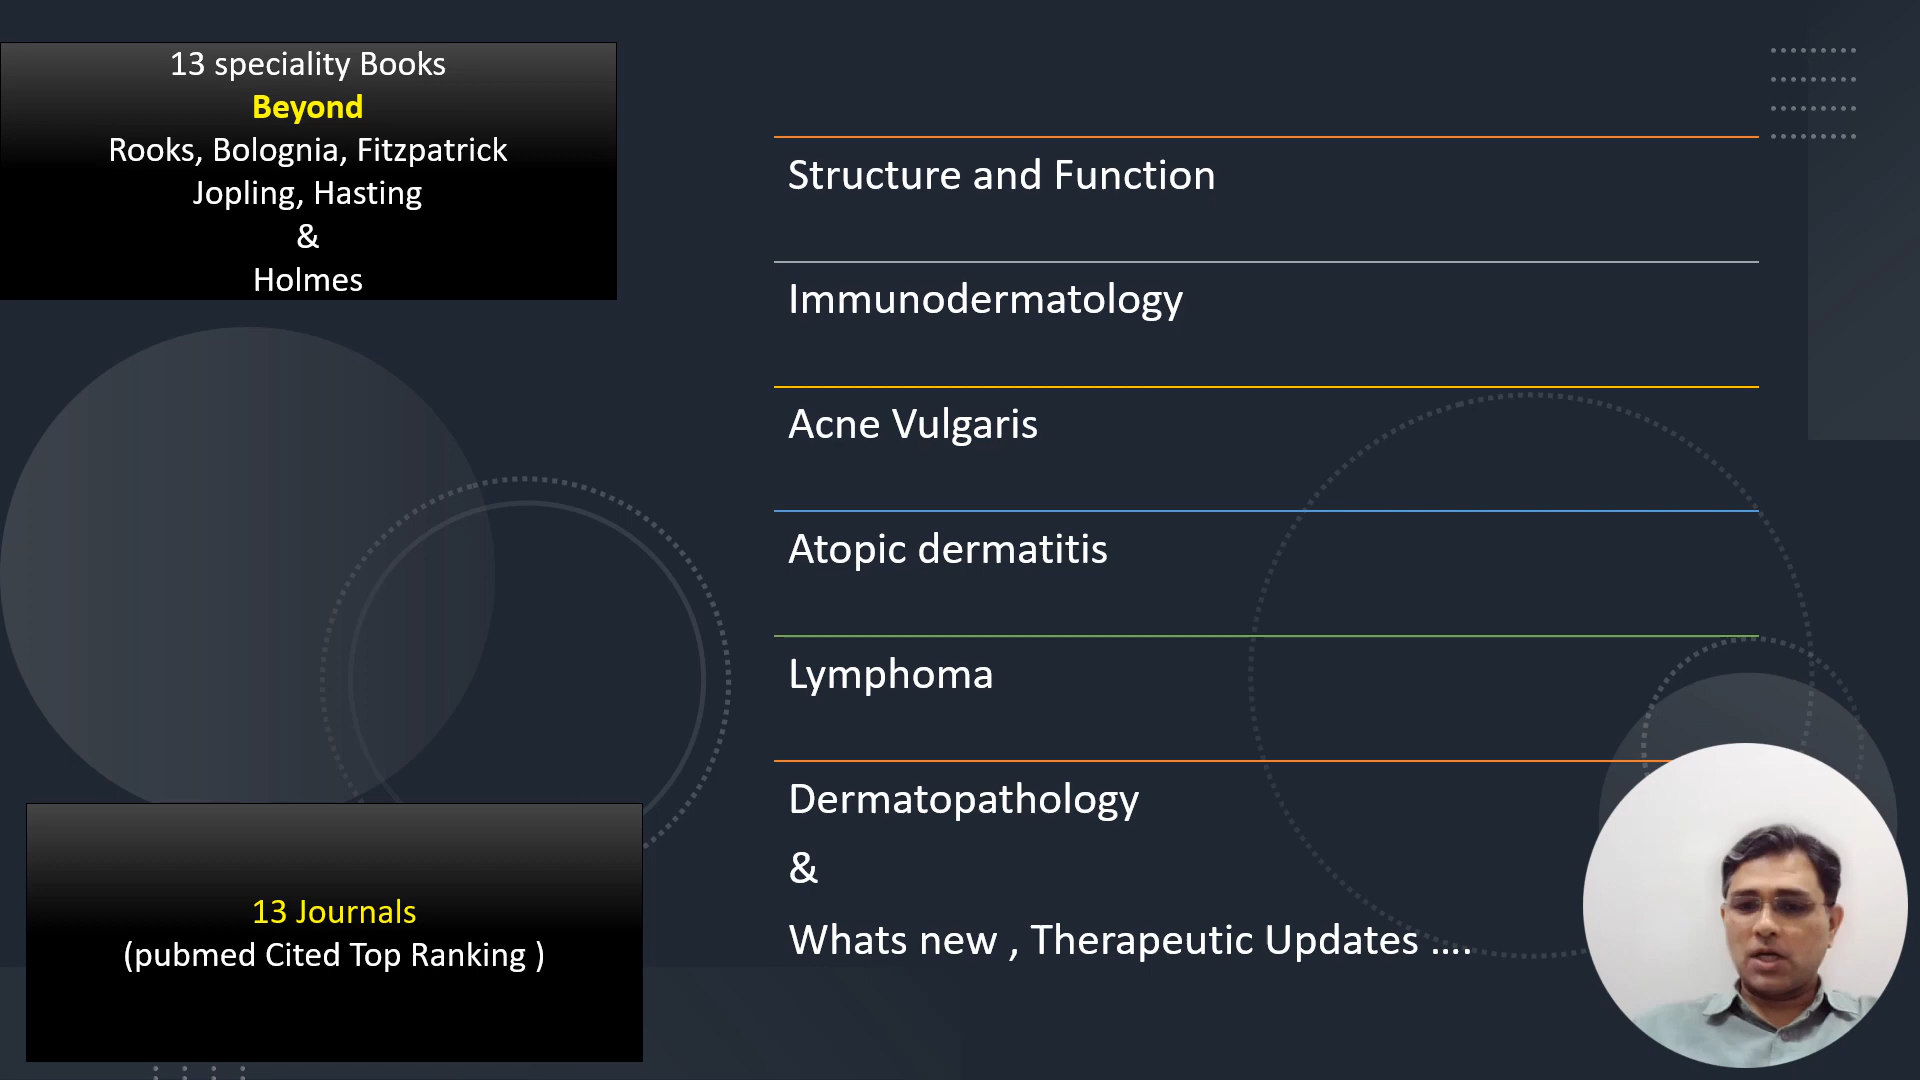 13 speciality Books
Beyond
Rooks, Bolognia, Fitzpatrick
Jopling, Hasting
&
Holmes
13 Journals
(pubmed Cited Top Ranking )
Structure and Function
Immunodermatology
Acne Vulgaris
Atopic dermatitis
Lymphoma
Dermatopathology
&
Whats new , Therapeutic Updates ....